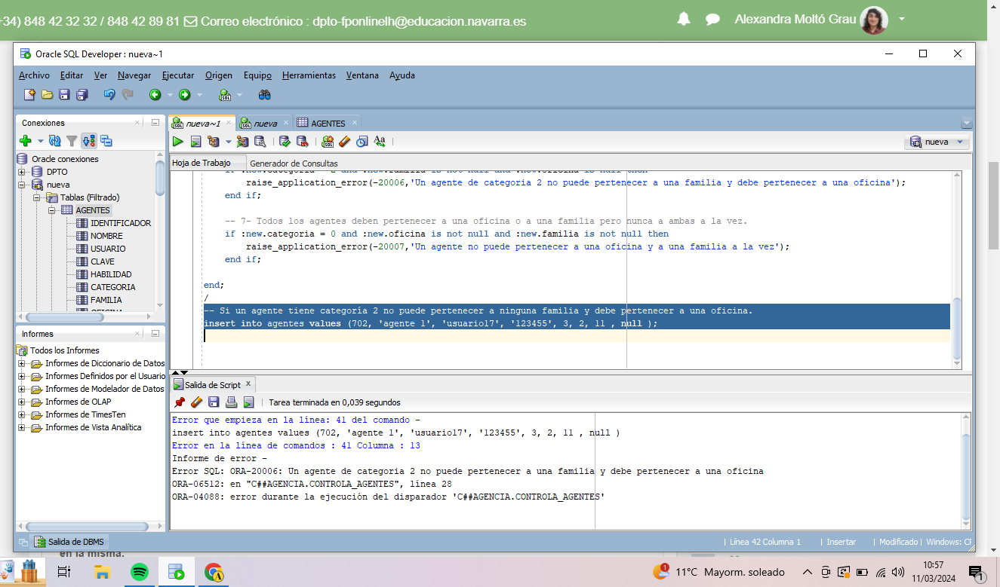 +34) 848 42 32 32 / 848 42 89 81 Correo electrónico : dpto-fponlinelh@educacion.navarra.es
Alexandra Moltó Grau
Oracle SQL Developer : nueva~1
Archivo Editar Ver Navegar Ejecutar Origen Equipo Herramientas Ventana Ayuda
Conexiones
nueva~1
nueva
AGENTES
nueva
Oracle conexiones
DPTO
nueva
Tablas (Filtrado)
AGENTES
IDENTIFICADOR
NOMBRE
USUARIO
CLAVE
HABILIDAD
CATEGORIA
FAMILIA
OFICINA
Hoja de Trabajo Generador de Consultas
if :new.categoria = 2 and :new.familia is not null and :new.oficina is null then
raise_application_error(-20006,'Un agente de categoria 2 no puede pertenecer a una familia y debe pertenecer a una oficina');
end if;
-- 7- Todos los agentes deben pertenecer a una oficina o a una familia pero nunca a ambas a la vez.
if :new.categoria = 0 and :new.oficina is not null and :new.familia is not null then
raise_application_error(-20007,'Un agente no puede pertenecer a una oficina y a una familia a la vez');
end if;
end;
/
-- Si un agente tiene categoría 2 no puede pertenecer a ninguna familia y debe pertenecer a una oficina.
insert into agentes values (702, 'agente 1', 'usuario17', '123455', 3, 2, 11 , null );
Informes
Todos los Informes
Informes de Diccionario de Datos
Informes Definidos por el Usuario
Informes de Modelador de Datos
Informes de OLAP
Informes de TimesTen
Informes de Vista Analítica
Salida de Script
Tarea terminada en 0,039 segundos
Error que empieza en la línea: 41 del comando -
insert into agentes values (702, 'agente 1', 'usuario17', '123455', 3, 2, 11 , null )
Error en la línea de comandos : 41 Columna : 13
Informe de error -
Error SQL: ORA-20006: Un agente de categoria 2 no puede pertenecer a una familia y debe pertenecer a una oficina
ORA-06512: en "C##AGENCIA.CONTROLA_AGENTES", línea 28
ORA-04088: error durante la ejecución del disparador 'C##AGENCIA.CONTROLA_AGENTES'
Salida de DBMS
Línea 42 Columna 1 | Insertar | Modificado | Windows: CF
en la misma.
1
11°C Mayorm. soleado
10:57
11/03/2024
1